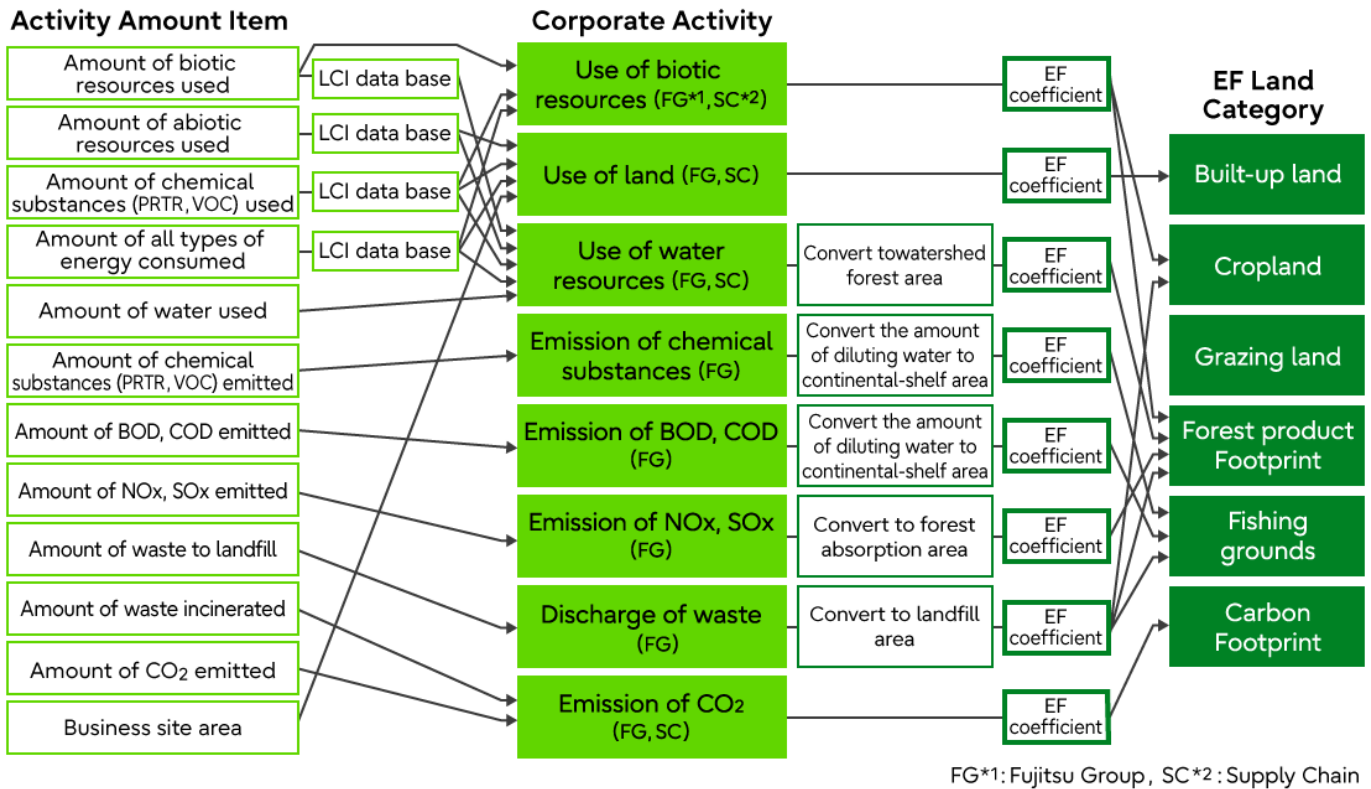 Activity Amount Item
Amount of biotic
resources used
Amount of abiotic
resources used
Amount of chemical
substances (PRTR, VOC) used
Amount of all types of
energy consumed
Amount of water used
Amount of chemical
substances (PRTR, VOC) emitted
Amount of BOD, COD emitted
Amount of NOx, SOx emitted
Amount of waste to landfill
Amount of waste incinerated
Amount of CO2 emitted
Business site area
LCI data base
LCI data base
LCI data base
LCI data base
Corporate Activity
Use of biotic
resources (FG*1, SC*2)
Use of land (FG, SC)
Use of water
resources (FG, SC)
Emission of chemical
substances (FG)
Emission of BOD, COD
(FG)
Emission of NOx, SOx
(FG)
Discharge of waste
(FG)
Emission of CO2
(FG, SC)
Convert towatershed
forest area
Convert the amount
of diluting water to
continental-shelf area
Convert the amount
of diluting water to
continental-shelf area
Convert to forest
absorption area
Convert to landfill
area
EF
coefficient
EF
coefficient
EF
coefficient
EF
coefficient
EF
coefficient
EF
coefficient
EF
coefficient
EF
coefficient
EF Land
Category
Built-up land
Cropland
Grazing land
Forest product
Footprint
Fishing
grounds
Carbon
Footprint
FG*1: Fujitsu Group, SC*2 : Supply Chain